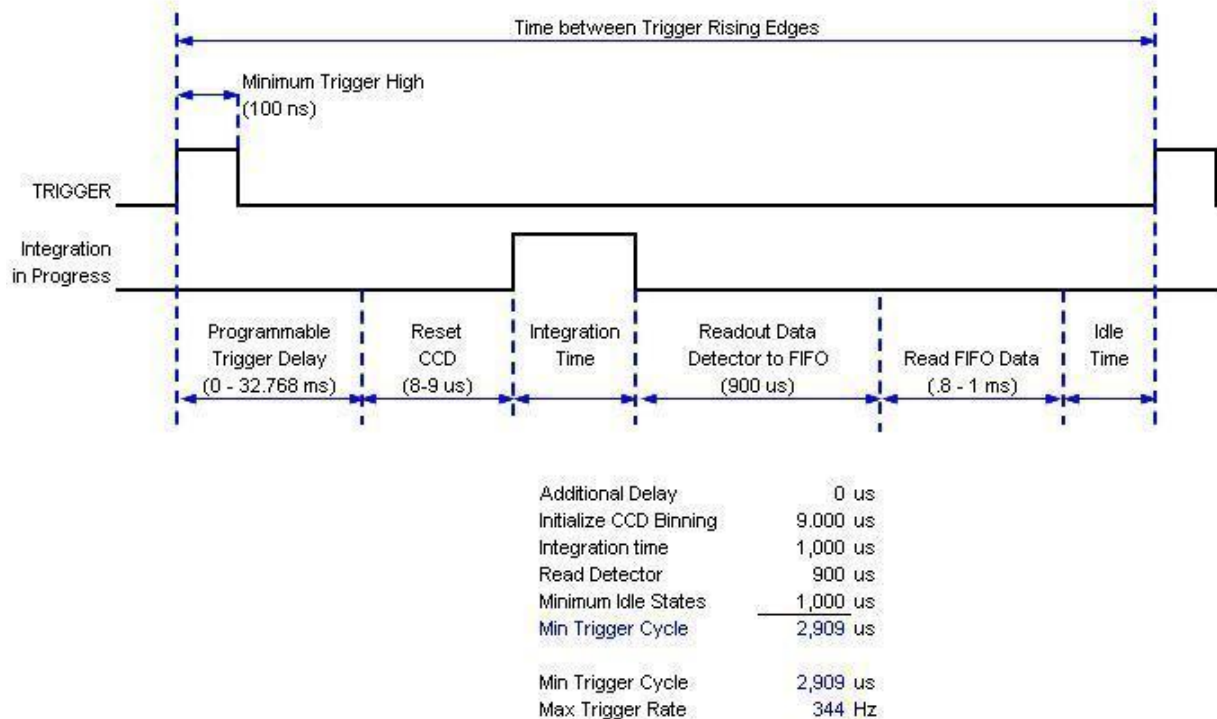 Time between Trigger Rising Edges
Minimum Trigger High
(100 ns)
TRIGGER
Integration
in Progress
Programmable
Trigger Delay
(0 - 32.768 ms)
Reset
CCD
(8-9 us)
Integration
Time
Readout Data
Detector to FIFO
(900 us)
Read FIFO Data
(.8 - 1 ms)
Idle
Time
Additional Delay 0 us
Initialize CCD Binning 9.000 us
Integration time 1,000 us
Read Detector 900 us
Minimum Idle States 1,000 us
Min Trigger Cycle 2,909 us
Min Trigger Cycle 2,909 us
Max Trigger Rate 344 Hz